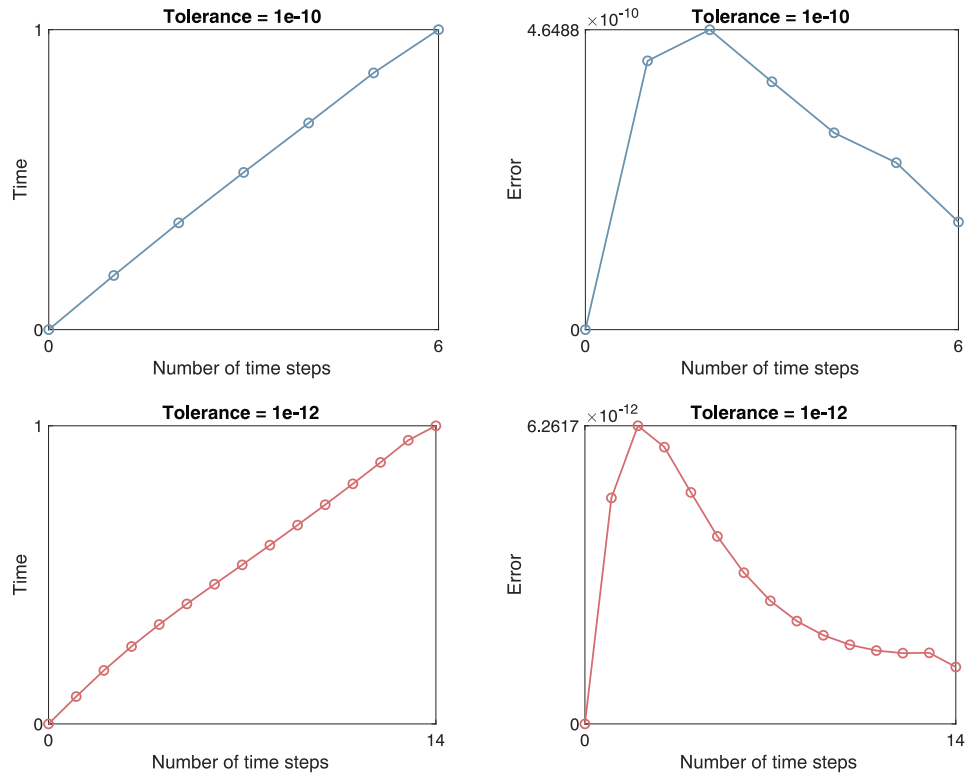 Tolerance = 1e-10
1
Time
0
0
6
Number of time steps
Tolerance = 1e-10
4.6488 ×10⁻¹⁰
Error
0
0
6
Number of time steps
Tolerance = 1e-12
1
Time
0
0
14
Number of time steps
Tolerance = 1e-12
6.2617 ×10⁻¹²
Error
0
0
14
Number of time steps